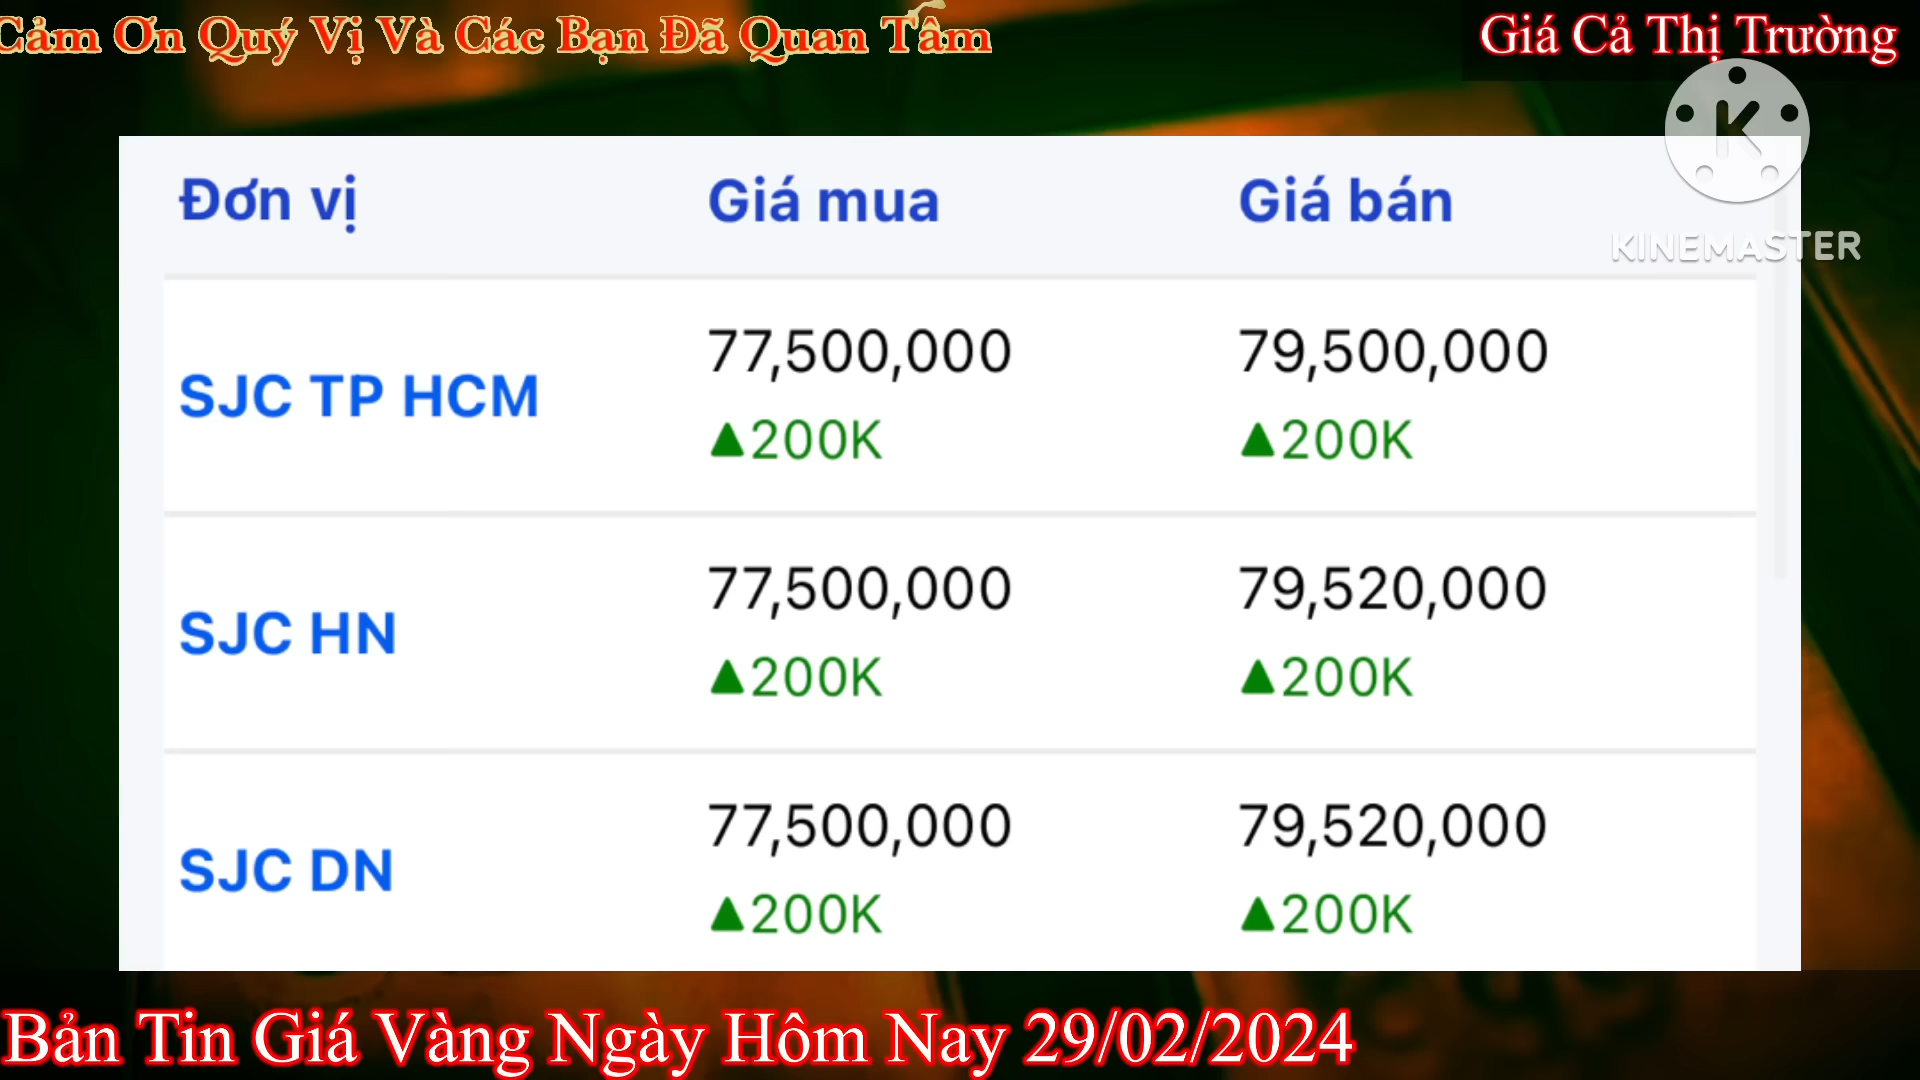 Cảm Ơn Quý Vị Và Các Bạn Đã Quan Tâm
Giá Cả Thị Trường
K
KINEMASTER
Đơn vị Giá mua Giá bán
SJC TP HCM 77,500,000 79,500,000
▲200K ▲200K
SJC HN 77,500,000 79,520,000
▲200K ▲200K
SJC DN 77,500,000 79,520,000
▲200K ▲200K
Bản Tin Giá Vàng Ngày Hôm Nay 29/02/2024